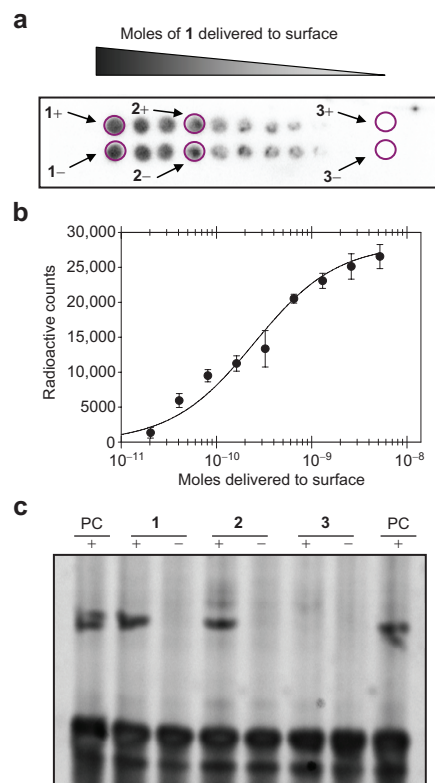 a
Moles of 1 delivered to surface
1+ 2+ 3+
1− 2− 3−
b
30,000
25,000
20,000
15,000
10,000
5000
0
Radioactive counts
10⁻¹¹ 10⁻¹⁰ 10⁻⁹ 10⁻⁸
Moles delivered to surface
c
PC 1 2 3 PC
+ + − + − + − +